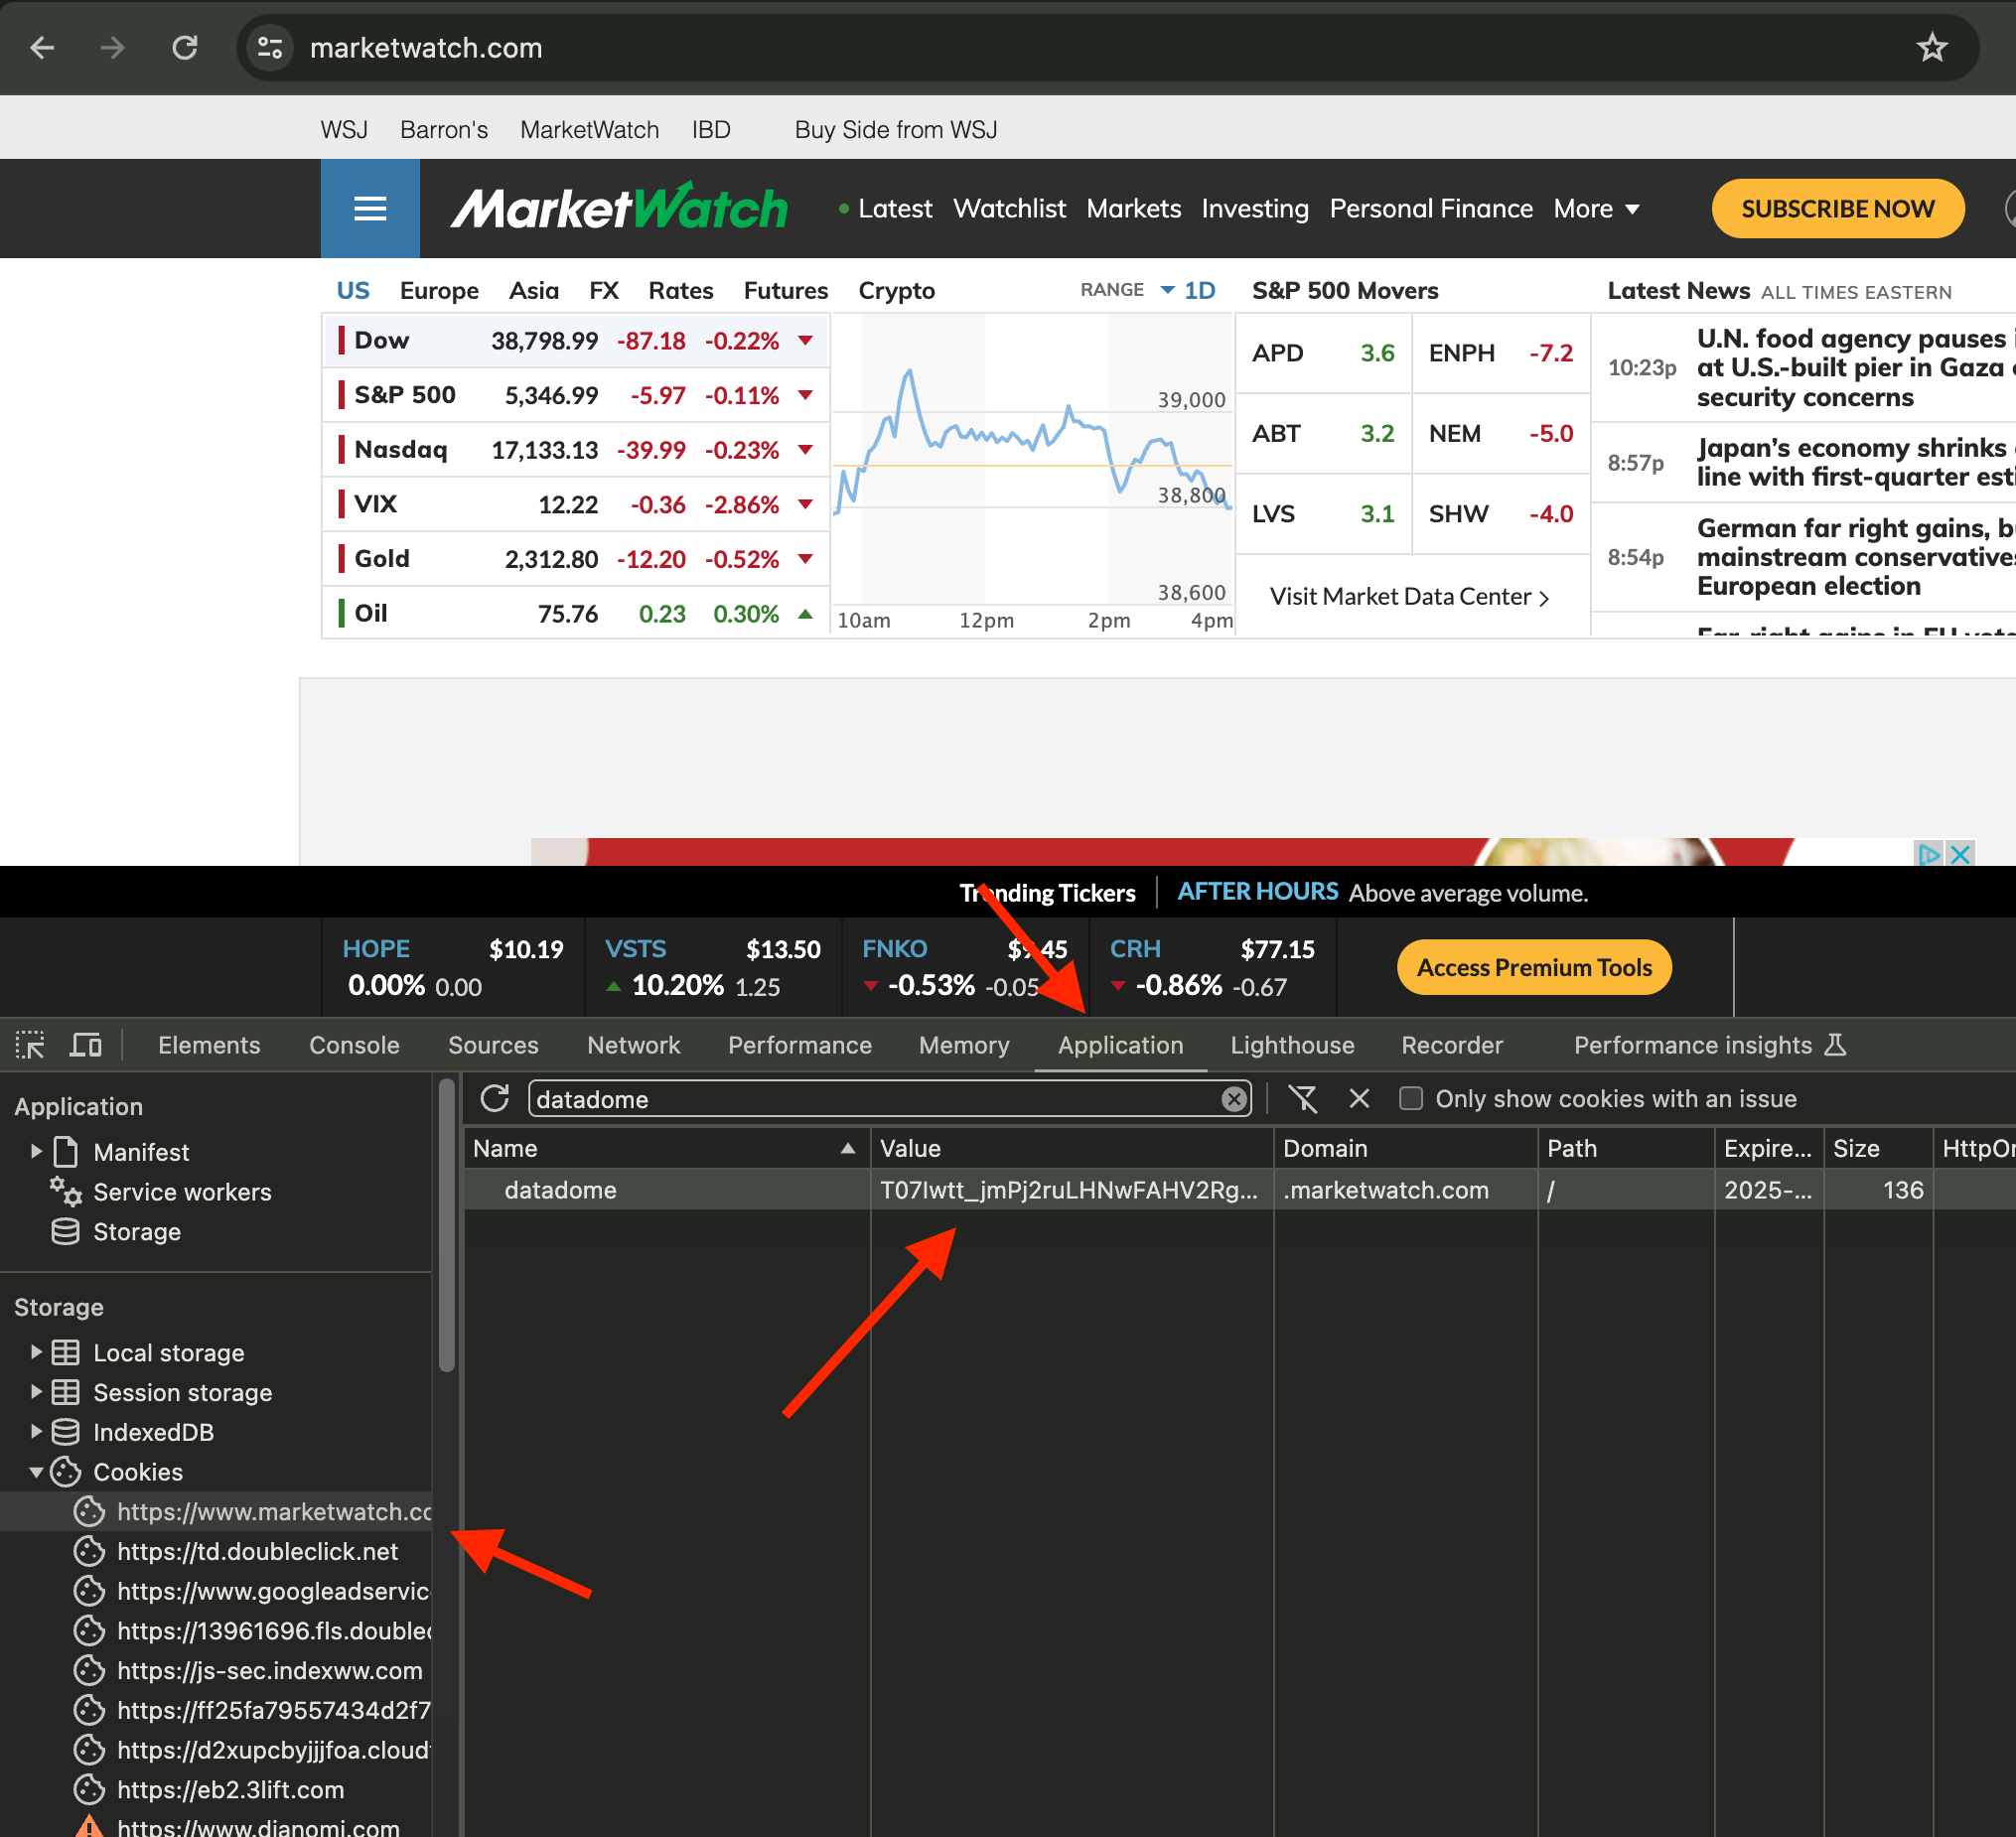 marketwatch.com
WSJ Barron's MarketWatch IBD Buy Side from WSJ
MarketWatch Latest Watchlist Markets Investing Personal Finance More SUBSCRIBE NOW
US Europe Asia FX Rates Futures Crypto RANGE 1D
Dow 38,798.99 -87.18 -0.22%
S&P 500 5,346.99 -5.97 -0.11%
Nasdaq 17,133.13 -39.99 -0.23%
VIX 12.22 -0.36 -2.86%
Gold 2,312.80 -12.20 -0.52%
Oil 75.76 0.23 0.30%
39,000
38,800
38,600
10am 12pm 2pm 4pm
S&P 500 Movers
APD 3.6 ENPH -7.2
ABT 3.2 NEM -5.0
LVS 3.1 SHW -4.0
Visit Market Data Center >
Latest News ALL TIMES EASTERN
10:23p
U.N. food agency pauses
at U.S.-built pier in Gaza
security concerns
8:57p
Japan’s economy shrinks
line with first-quarter esti
8:54p
German far right gains, b
mainstream conservatives
European election
Far-right gains in EU vote
Trending Tickers AFTER HOURS Above average volume.
HOPE $10.19 VSTS $13.50 FNKO $9.45 CRH $77.15
0.00% 0.00 10.20% 1.25 -0.53% -0.05 -0.86% -0.67
Access Premium Tools
Elements Console Sources Network Performance Memory Application Lighthouse Recorder Performance insights
Application
Manifest
Service workers
Storage
Storage
Local storage
Session storage
IndexedDB
Cookies
https://www.marketwatch.co
https://td.doubleclick.net
https://www.googleadservic
https://13961696.fls.doublec
https://js-sec.indexww.com
https://ff25fa79557434d2f7
https://d2xupcbyjjjfoa.cloud
https://eb2.3lift.com
https://www.dianomi.com
datadome Only show cookies with an issue
Name Value Domain Path Expire... Size HttpOn
datadome T07Iwtt_jmPj2ruLHNwFAHV2Rg... .marketwatch.com / 2025-... 136